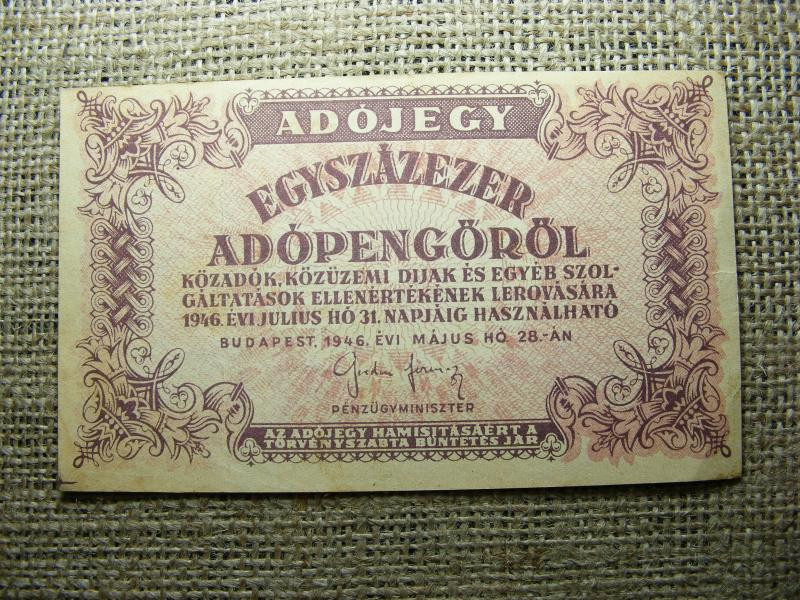 ADÓJEGY
EGYSZÁZEZER
ADÓPENGŐRŐL
KÖZADÓK, KÖZÜZEMI DIJAK ÉS EGYÉB SZOL-
GÁLTATÁSOK ELLENÉRTÉKÉNEK LEROVÁSÁRA
1946. ÉVI JULIUS HÓ 31. NAPJÁIG HASZNÁLHATÓ
BUDAPEST, 1946. ÉVI MÁJUS HÓ 28.-ÁN
PÉNZÜGYMINISZTER
AZ ADÓJEGY HAMISITÁSAÉRT A
TÖRVÉNYSZABTA BÜNTETÉS JÁR